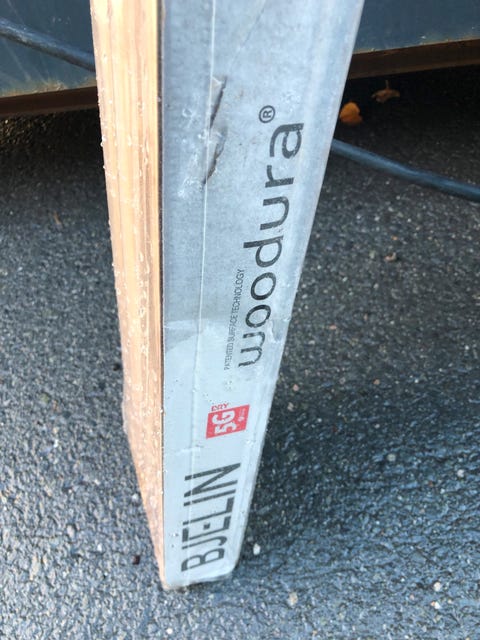 woodura®
PATENTED SURFACE TECHNOLOGY
DRY
5G
BJELIN